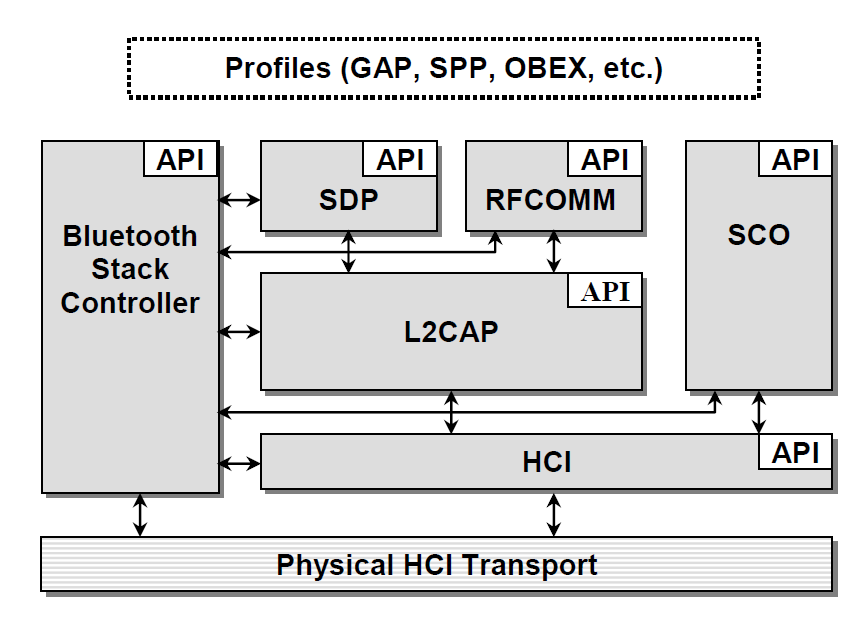 Profiles (GAP, SPP, OBEX, etc.)
API
API
API
API
Bluetooth
Stack
Controller
SDP
RFCOMM
SCO
API
L2CAP
API
HCI
Physical HCI Transport